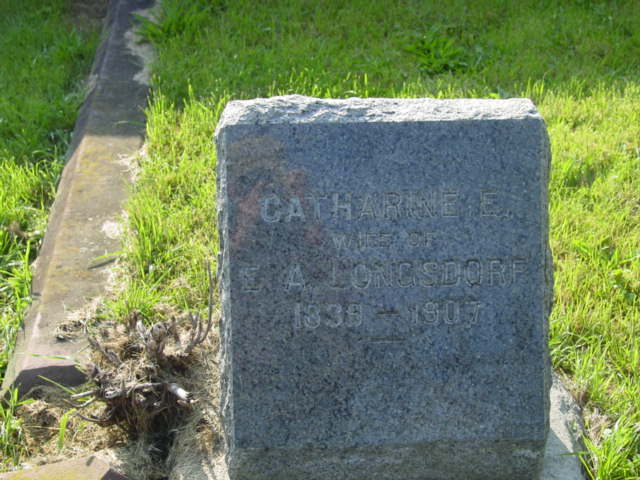 CATHARINE E.
WIFE OF
E. A. LONGSDORF
1839 – 1907